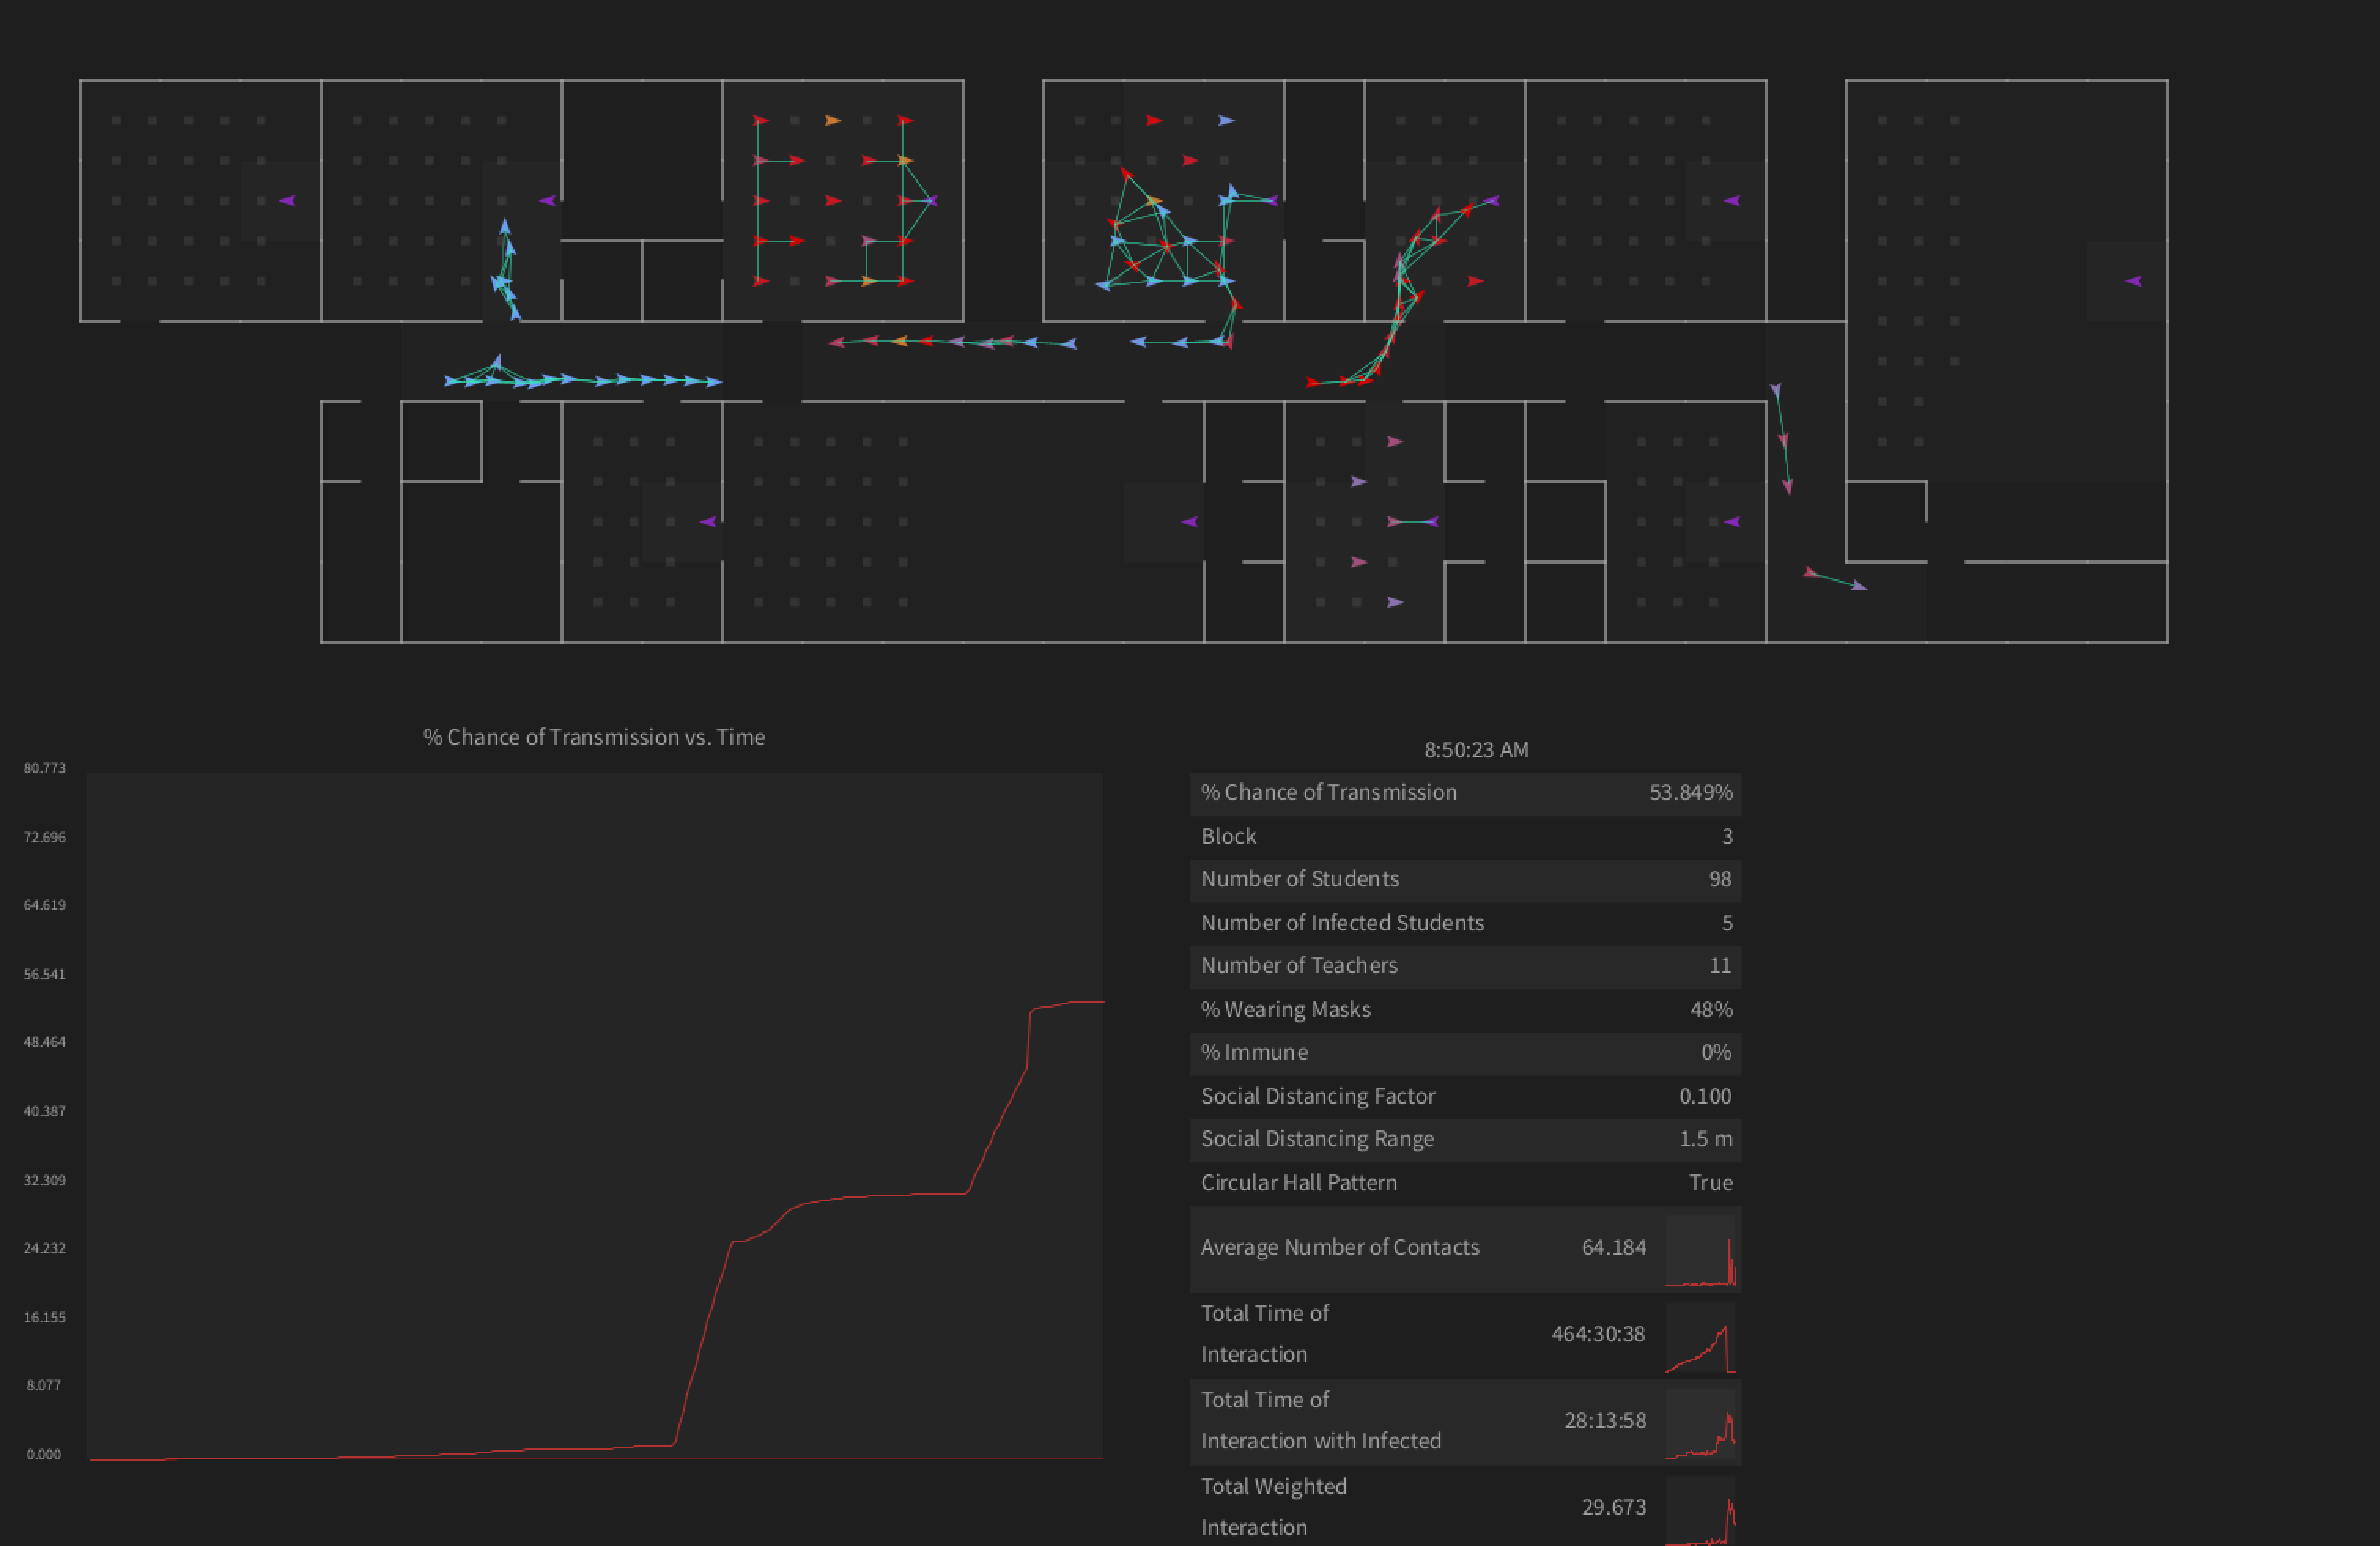 % Chance of Transmission vs. Time
80.773
72.696
64.619
56.541
48.464
40.387
32.309
24.232
16.155
8.077
0.000
8:50:23 AM
% Chance of Transmission 53.849%
Block 3
Number of Students 98
Number of Infected Students 5
Number of Teachers 11
% Wearing Masks 48%
% Immune 0%
Social Distancing Factor 0.100
Social Distancing Range 1.5 m
Circular Hall Pattern True
Average Number of Contacts 64.184
Total Time of
Interaction 464:30:38
Total Time of
Interaction with Infected 28:13:58
Total Weighted
Interaction 29.673